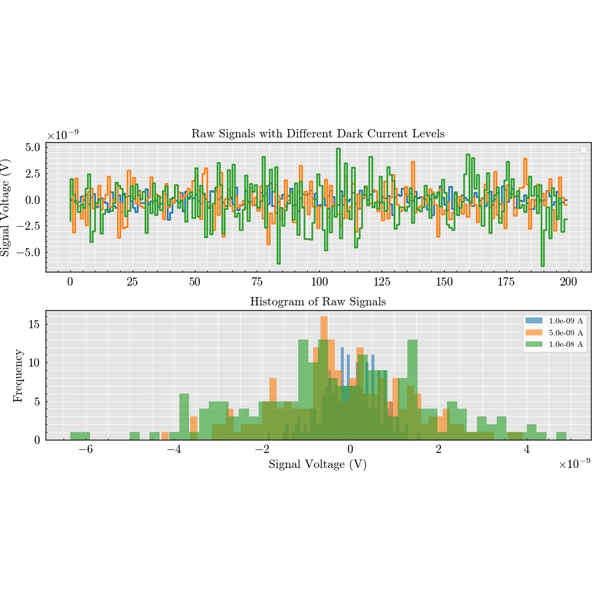 Raw Signals with Different Dark Current Levels
×10⁻⁹
5.0
2.5
0.0
−2.5
−5.0
Signal Voltage (V)
0 25 50 75 100 125 150 175 200
Histogram of Raw Signals
15
10
5
0
Frequency
1.0e-09 A
5.0e-09 A
1.0e-08 A
−6 −4 −2 0 2 4
×10⁻⁹
Signal Voltage (V)